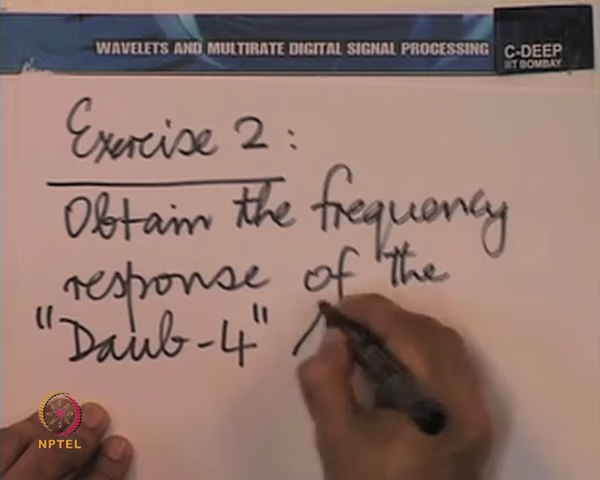 WAVELETS AND MULTIRATE DIGITAL SIGNAL PROCESSING
C-DEEP
IIT BOMBAY
Exercise 2:
Obtain the frequency
response of the
"Daub-4"
NPTEL